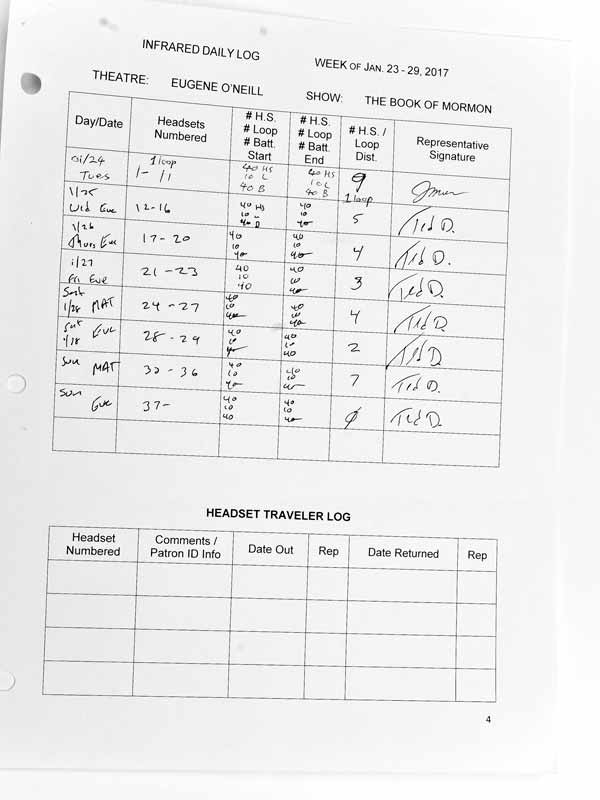 INFRARED DAILY LOG
WEEK OF JAN. 23 - 29, 2017
THEATRE: EUGENE O'NEILL
SHOW: THE BOOK OF MORMON
Day/Date Headsets Numbered # H.S. # Loop # Batt. Start # H.S. # Loop # Batt. End # H.S. / Loop Dist. Representative Signature
01/24 Tues 1 loop 1- 11 40 HS 10 L 40 B 40 HS 10 L 40 B 9 1 loop
1/25 Wed Eve 12-16 40 HS 10 40 40 10 40 5 Ted D.
1/26 Thurs Eve 17-20 40 10 40 40 10 40 4 Ted D.
1/27 Fri Eve 21-23 40 10 40 40 10 40 3 Ted D.
Sat 1/28 MAT 24-27 40 10 40 40 10 40 4 Ted D.
Sat Eve 28-29 40 10 40 40 10 40 2 Ted D.
Sun MAT 30-36 40 10 40 40 10 40 7 Ted D.
Sun Eve 37- 40 10 40 40 10 40 Ø Ted D.
HEADSET TRAVELER LOG
Headset Numbered Comments / Patron ID Info Date Out Rep Date Returned Rep
4